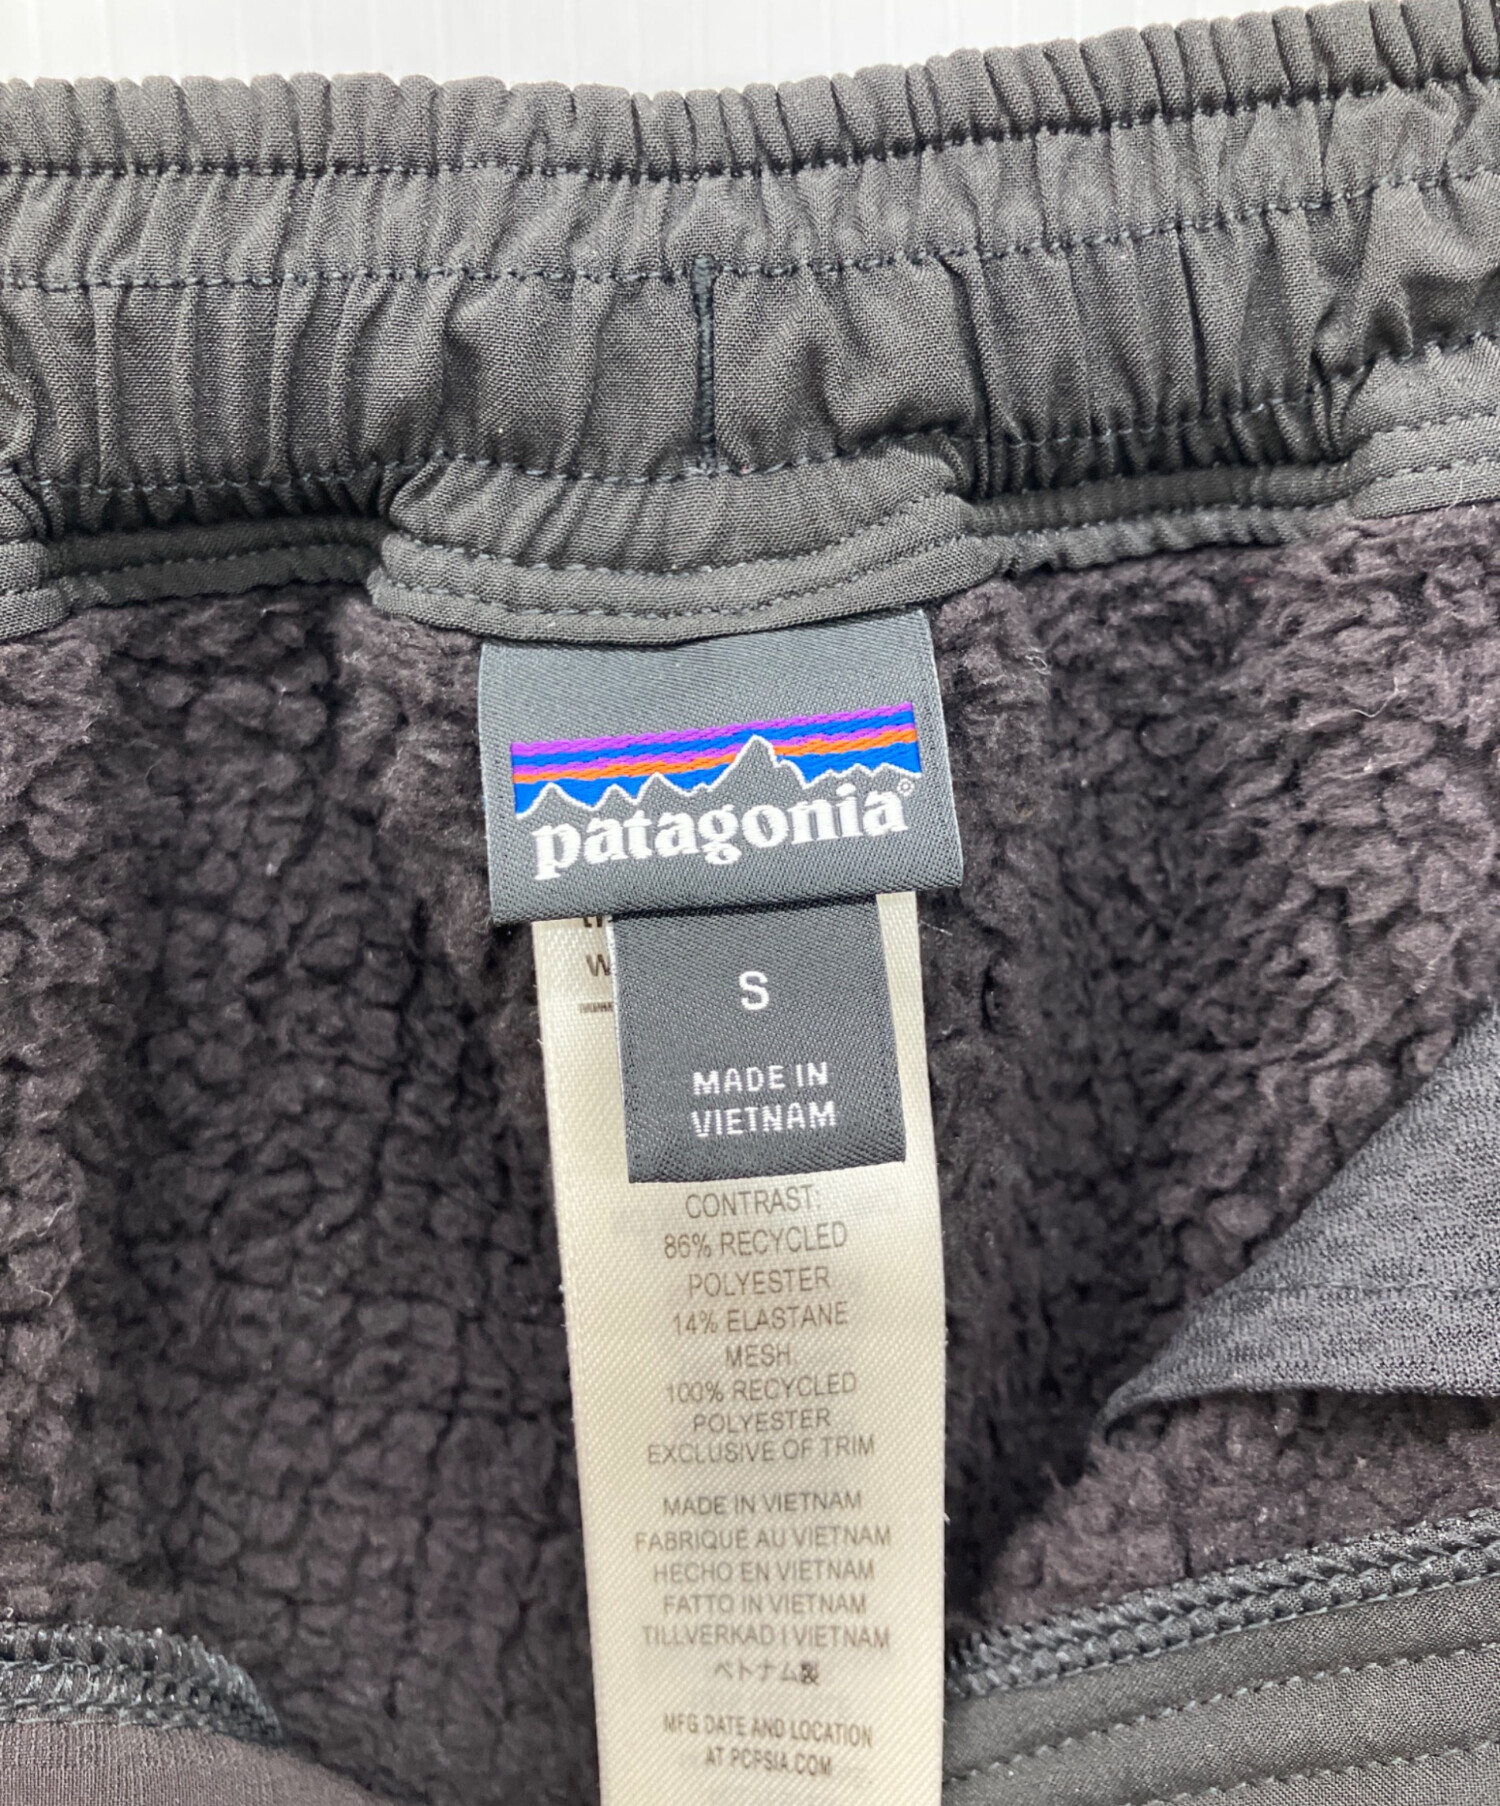 patagonia®
S
MADE IN
VIETNAM
CONTRAST:
86% RECYCLED
POLYESTER
14% ELASTANE
MESH:
100% RECYCLED
POLYESTER
EXCLUSIVE OF TRIM
MADE IN VIETNAM
FABRIQUE AU VIETNAM
HECHO EN VIETNAM
FATTO IN VIETNAM
TILLVERKAD I VIETNAM
ベトナム製
MFG DATE AND LOCATION
AT PCPSIA.COM